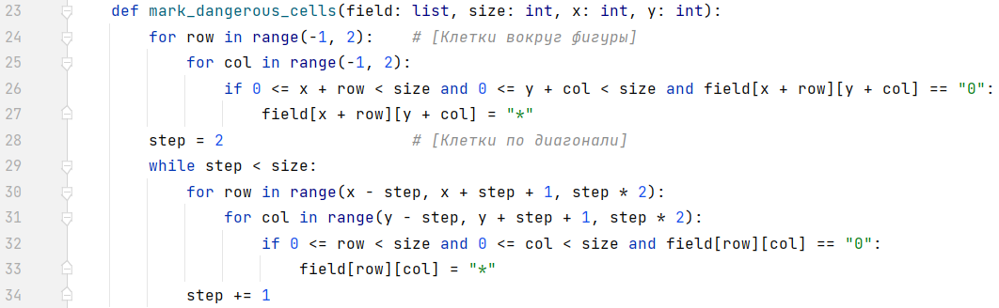 23 def mark_dangerous_cells(field: list, size: int, x: int, y: int):
24 for row in range(-1, 2): # [Клетки вокруг фигуры]
25 for col in range(-1, 2):
26 if 0 <= x + row < size and 0 <= y + col < size and field[x + row][y + col] == "0":
27 field[x + row][y + col] = "*"
28 step = 2 # [Клетки по диагонали]
29 while step < size:
30 for row in range(x - step, x + step + 1, step * 2):
31 for col in range(y - step, y + step + 1, step * 2):
32 if 0 <= row < size and 0 <= col < size and field[row][col] == "0":
33 field[row][col] = "*"
34 step += 1